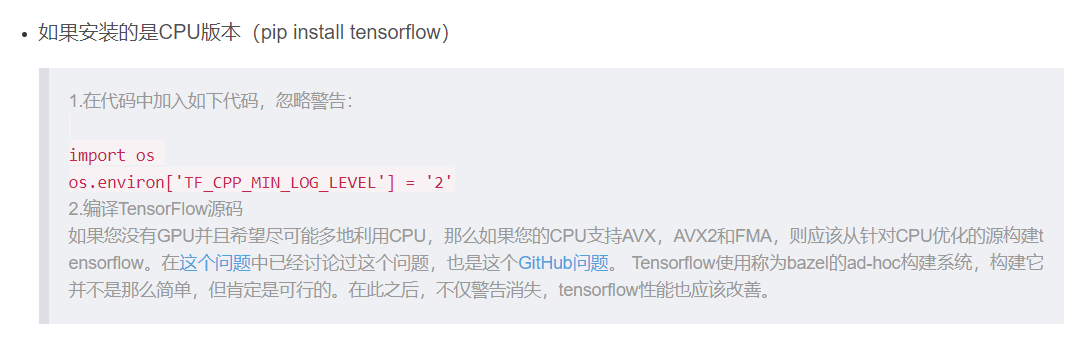 如果安装的是CPU版本（pip install tensorflow）
1.在代码中加入如下代码，忽略警告：
import os
os.environ['TF_CPP_MIN_LOG_LEVEL'] = '2'
2.编译TensorFlow源码
如果您没有GPU并且希望尽可能多地利用CPU，那么如果您的CPU支持AVX，AVX2和FMA，则应该从针对CPU优化的源构建t
ensorflow。在这个问题中已经讨论过这个问题，也是这个GitHub问题。 Tensorflow使用称为bazel的ad-hoc构建系统，构建它
并不是那么简单，但肯定是可行的。在此之后，不仅警告消失，tensorflow性能也应该改善。